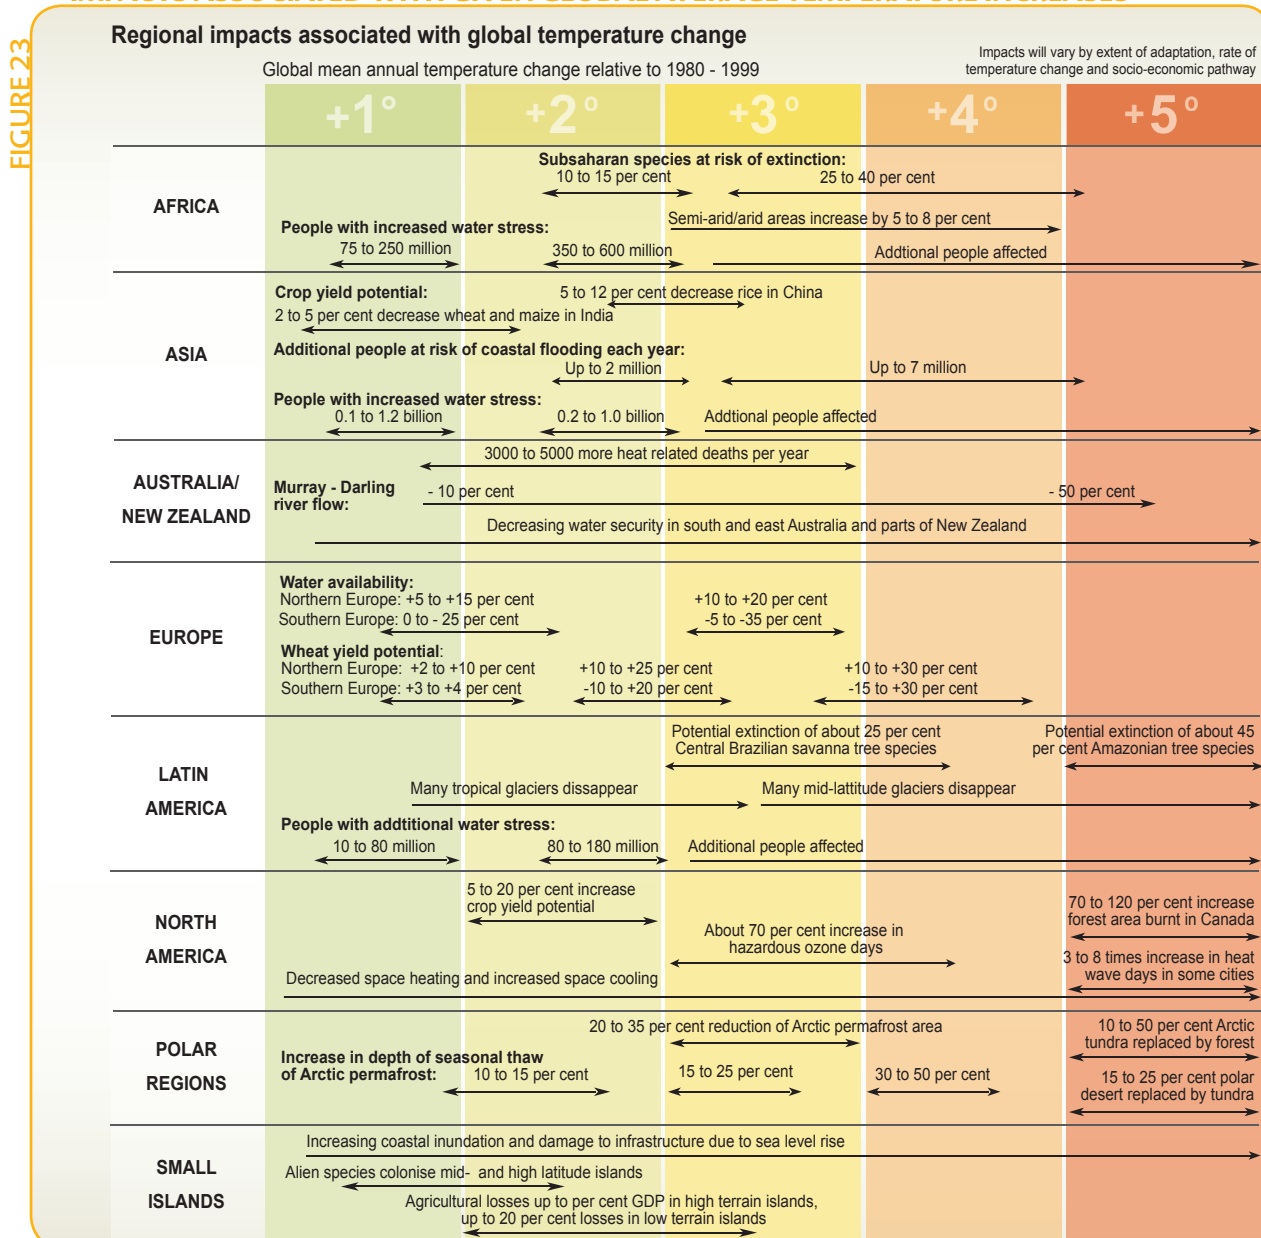 FIGURE 23
Regional impacts associated with global temperature change
Impacts will vary by extent of adaptation, rate of
temperature change and socio-economic pathway
Global mean annual temperature change relative to 1980 - 1999
+1° +2° +3° +4° +5°
AFRICA
Subsaharan species at risk of extinction:
10 to 15 per cent 25 to 40 per cent
Semi-arid/arid areas increase by 5 to 8 per cent
People with increased water stress:
75 to 250 million 350 to 600 million Addtional people affected
ASIA
Crop yield potential: 5 to 12 per cent decrease rice in China
2 to 5 per cent decrease wheat and maize in India
Additional people at risk of coastal flooding each year:
Up to 2 million Up to 7 million
People with increased water stress:
0.1 to 1.2 billion 0.2 to 1.0 billion Addtional people affected
AUSTRALIA/
NEW ZEALAND
3000 to 5000 more heat related deaths per year
Murray - Darling
river flow:
- 10 per cent - 50 per cent
Decreasing water security in south and east Australia and parts of New Zealand
EUROPE
Water availability:
Northern Europe: +5 to +15 per cent +10 to +20 per cent
Southern Europe: 0 to - 25 per cent -5 to -35 per cent
Wheat yield potential:
Northern Europe: +2 to +10 per cent +10 to +25 per cent +10 to +30 per cent
Southern Europe: +3 to +4 per cent -10 to +20 per cent -15 to +30 per cent
LATIN
AMERICA
Potential extinction of about 25 per cent
Central Brazilian savanna tree species
Potential extinction of about 45
per cent Amazonian tree species
Many tropical glaciers dissappear Many mid-lattitude glaciers disappear
People with addtitional water stress:
10 to 80 million 80 to 180 million Additional people affected
NORTH
AMERICA
5 to 20 per cent increase
crop yield potential
70 to 120 per cent increase
forest area burnt in Canada
About 70 per cent increase in
hazardous ozone days
3 to 8 times increase in heat
wave days in some cities
Decreased space heating and increased space cooling
POLAR
REGIONS
20 to 35 per cent reduction of Arctic permafrost area
10 to 50 per cent Arctic
tundra replaced by forest
Increase in depth of seasonal thaw
of Arctic permafrost: 10 to 15 per cent 15 to 25 per cent 30 to 50 per cent
15 to 25 per cent polar
desert replaced by tundra
SMALL
ISLANDS
Increasing coastal inundation and damage to infrastructure due to sea level rise
Alien species colonise mid- and high latitude islands
Agricultural losses up to per cent GDP in high terrain islands,
up to 20 per cent losses in low terrain islands